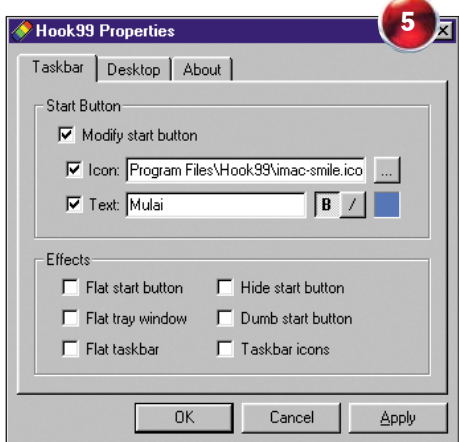 5
Hook99 Properties
Taskbar Desktop About
Start Button
Modify start button
Icon: Program Files\Hook99\imac-smile.ico ...
Text: Mulai B /
Effects
Flat start button Hide start button
Flat tray window Dumb start button
Flat taskbar Taskbar icons
OK Cancel Apply